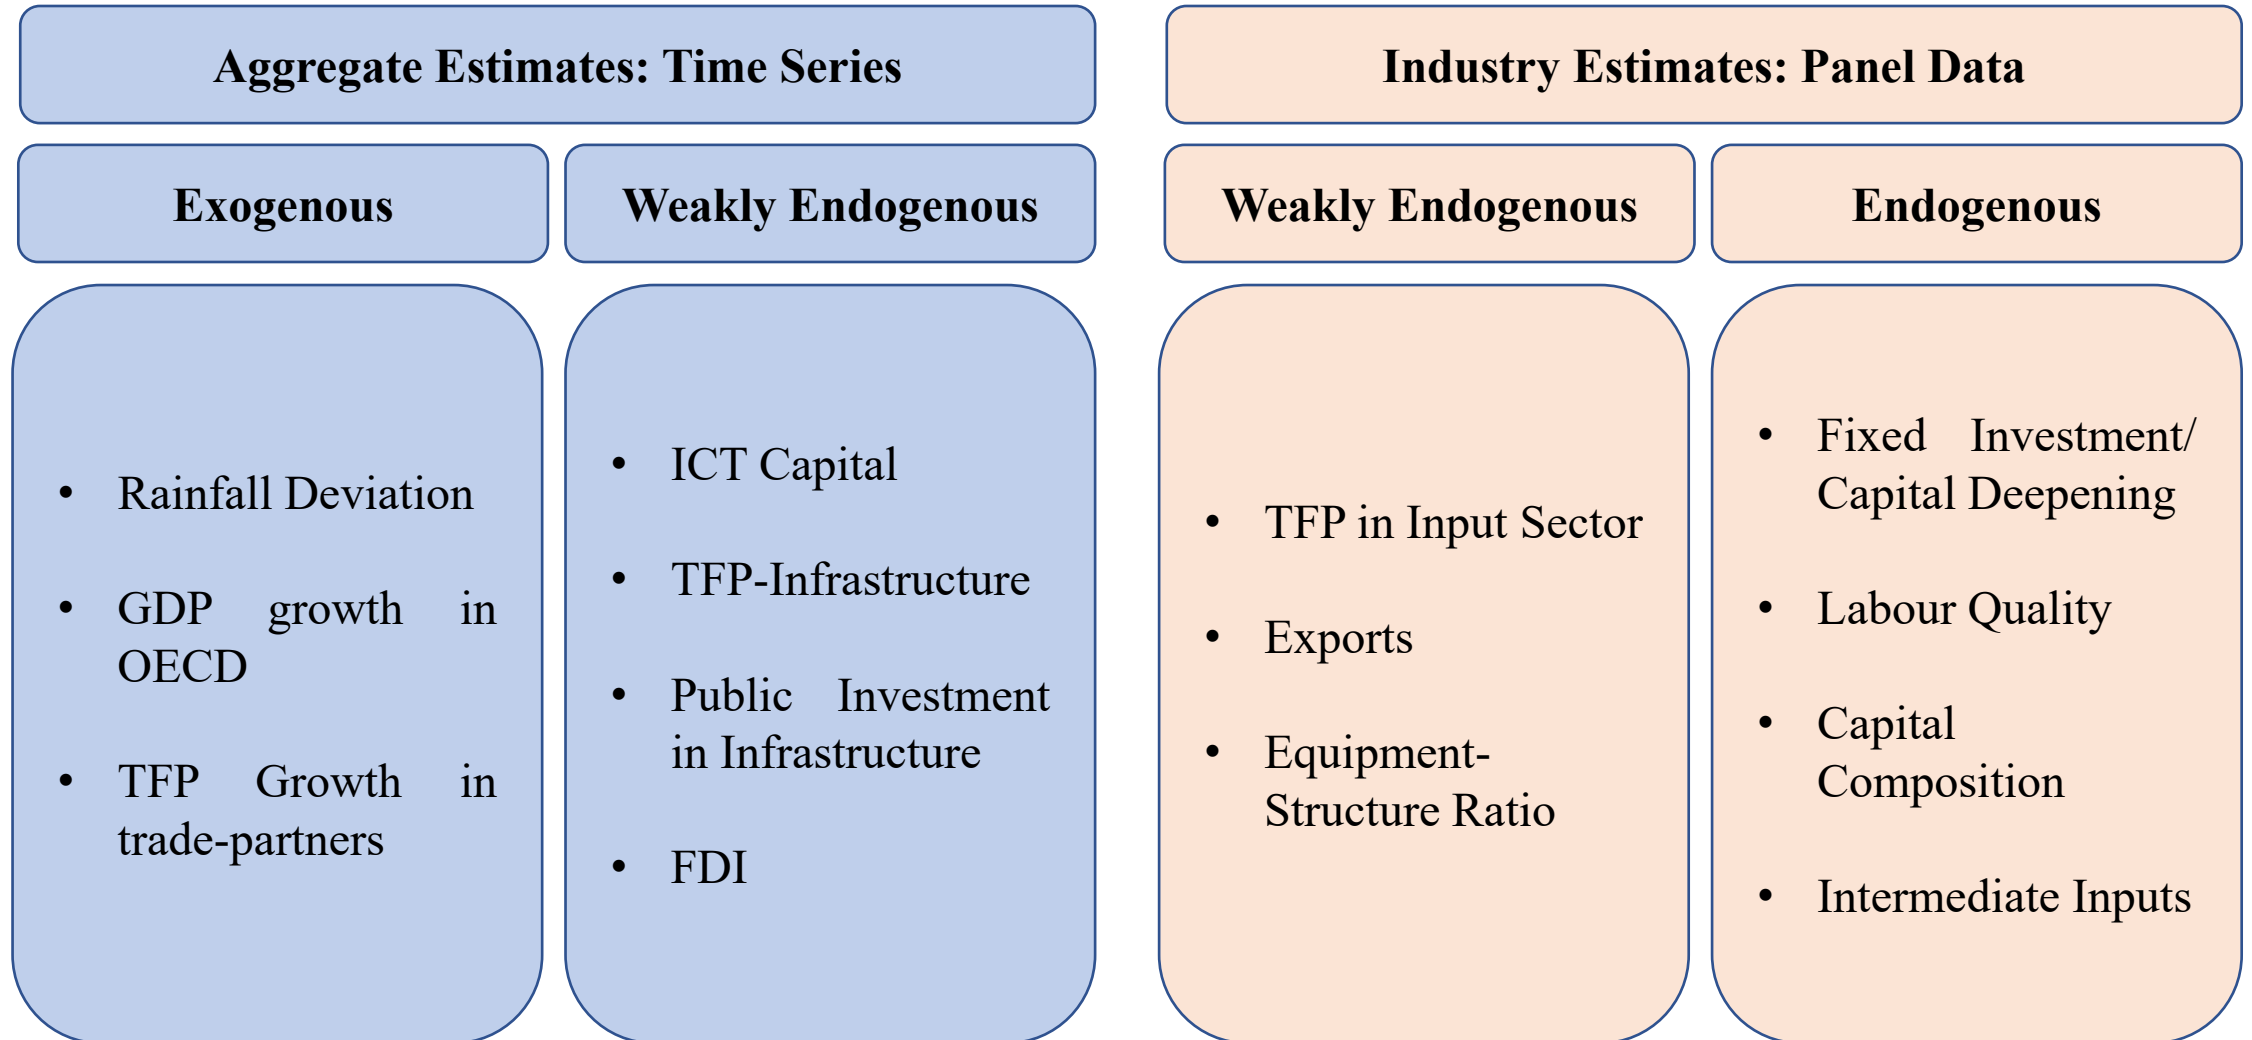 Aggregate Estimates: Time Series
Exogenous
Weakly Endogenous
• Rainfall Deviation
• GDP growth in
OECD
• TFP Growth in
trade-partners
• ICT Capital
• TFP-Infrastructure
• Public Investment
in Infrastructure
• FDI
Industry Estimates: Panel Data
Weakly Endogenous
Endogenous
• TFP in Input Sector
• Exports
• Equipment-
Structure Ratio
• Fixed Investment/
Capital Deepening
• Labour Quality
• Capital
Composition
• Intermediate Inputs